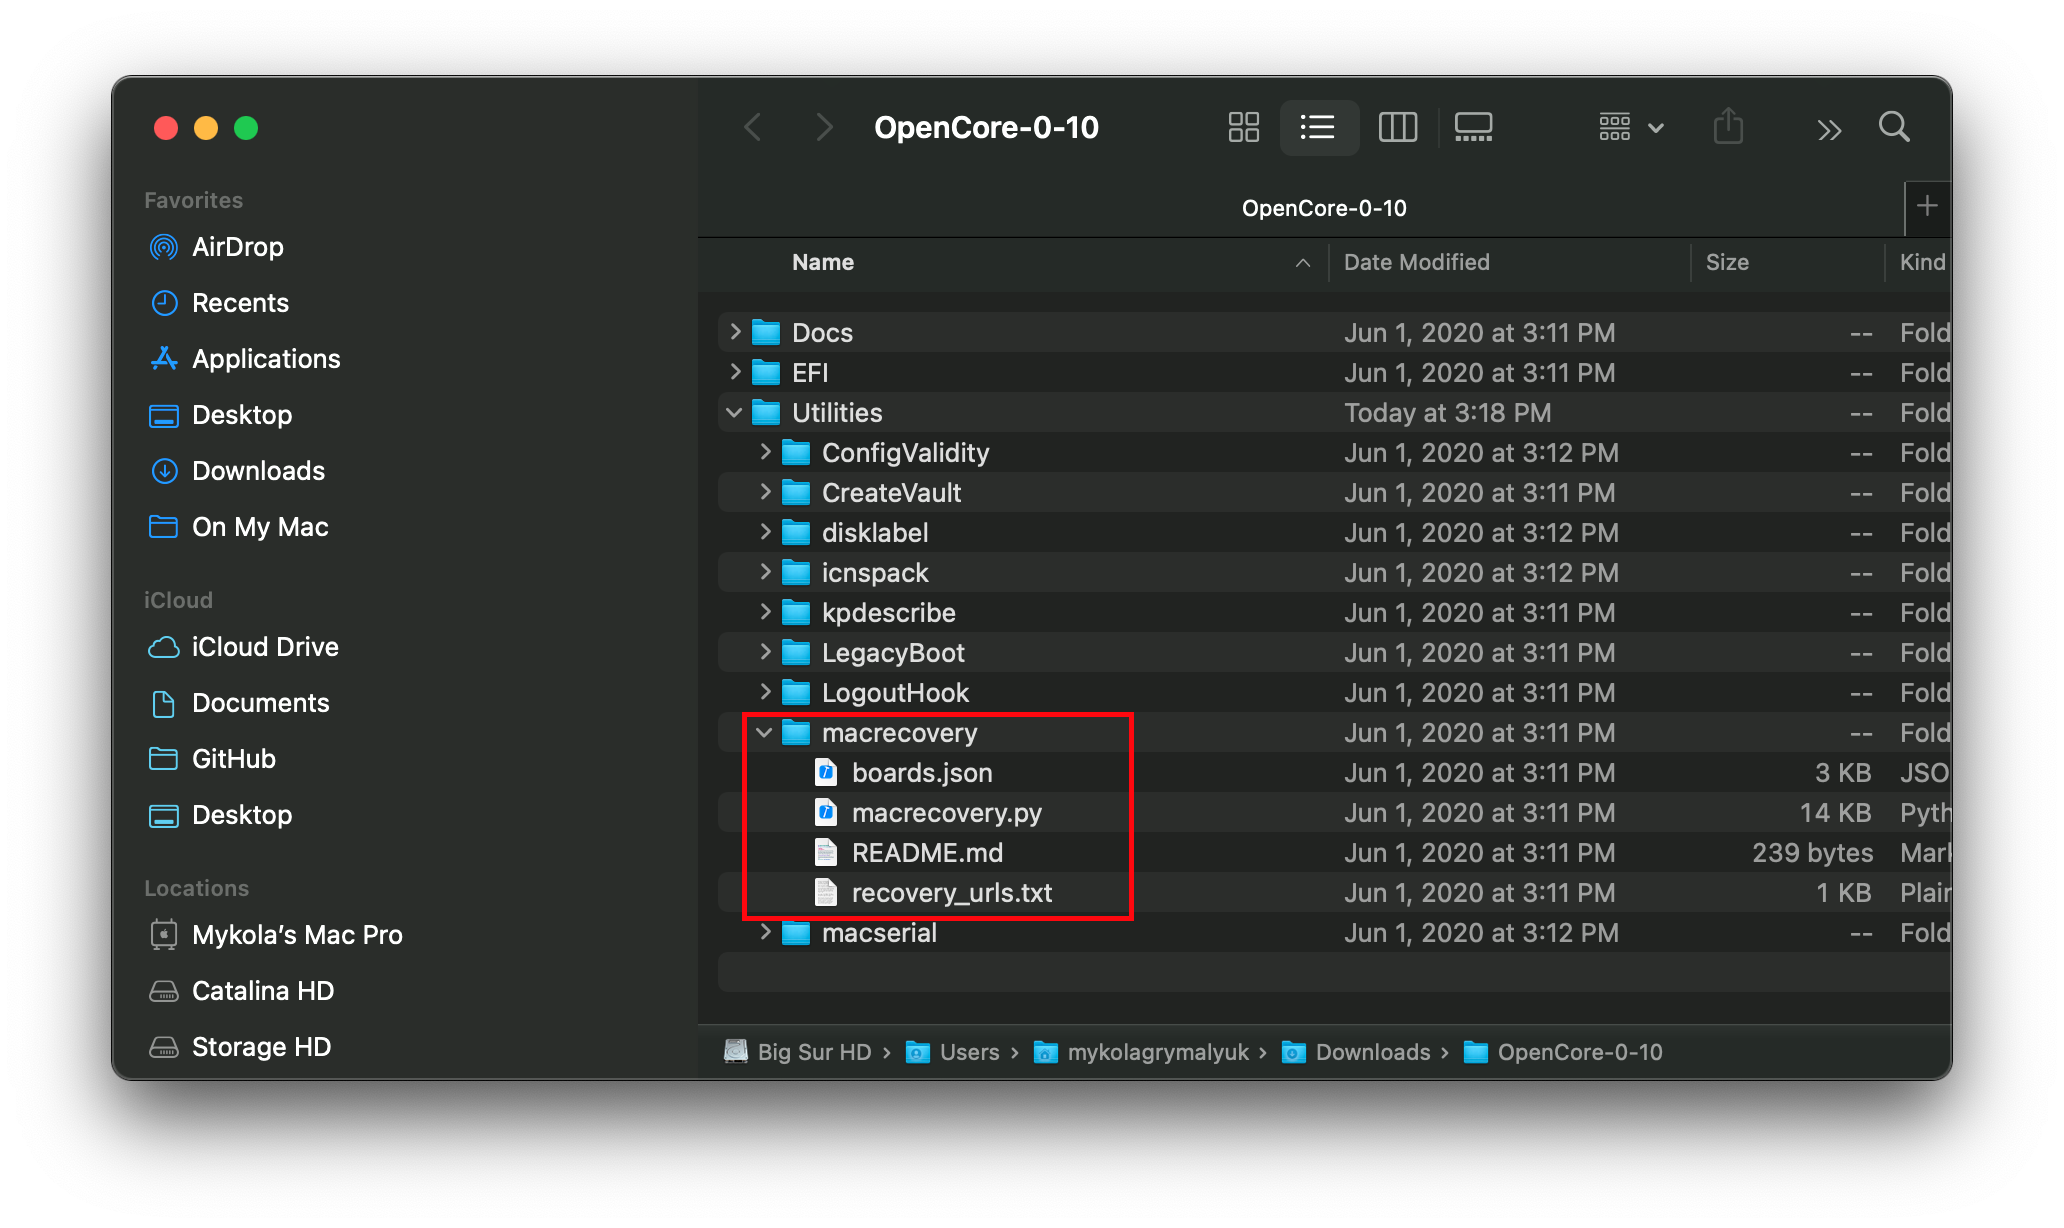 OpenCore-0-10
OpenCore-0-10
Favorites
AirDrop
Recents
Applications
Desktop
Downloads
On My Mac
iCloud
iCloud Drive
Documents
GitHub
Desktop
Locations
Mykola's Mac Pro
Catalina HD
Storage HD
Name Date Modified Size Kind
Docs Jun 1, 2020 at 3:11 PM -- Fold
EFI Jun 1, 2020 at 3:11 PM -- Fold
Utilities Today at 3:18 PM -- Fold
ConfigValidity Jun 1, 2020 at 3:12 PM -- Fold
CreateVault Jun 1, 2020 at 3:11 PM -- Fold
disklabel Jun 1, 2020 at 3:12 PM -- Fold
icnspack Jun 1, 2020 at 3:12 PM -- Fold
kpdescribe Jun 1, 2020 at 3:11 PM -- Fold
LegacyBoot Jun 1, 2020 at 3:11 PM -- Fold
LogoutHook Jun 1, 2020 at 3:11 PM -- Fold
macrecovery Jun 1, 2020 at 3:11 PM -- Fold
boards.json Jun 1, 2020 at 3:11 PM 3 KB JSO
macrecovery.py Jun 1, 2020 at 3:11 PM 14 KB Pyth
README.md Jun 1, 2020 at 3:11 PM 239 bytes Mark
recovery_urls.txt Jun 1, 2020 at 3:11 PM 1 KB Plain
macserial Jun 1, 2020 at 3:12 PM -- Fold
Big Sur HD › Users › mykolagrymalyuk › Downloads › OpenCore-0-10